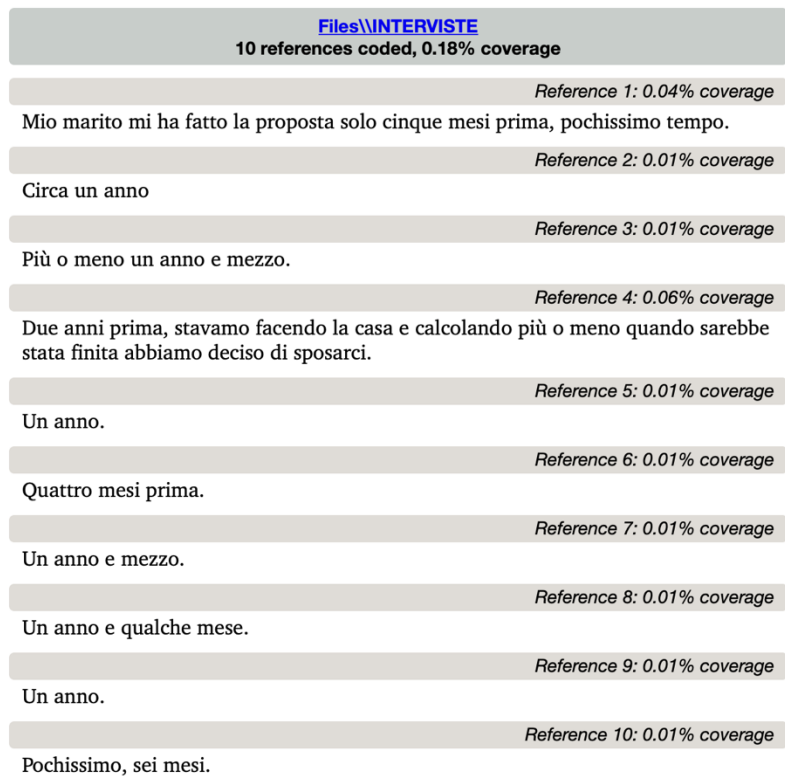 Files\\INTERVISTE
10 references coded, 0.18% coverage
Reference 1: 0.04% coverage
Mio marito mi ha fatto la proposta solo cinque mesi prima, pochissimo tempo.
Reference 2: 0.01% coverage
Circa un anno
Reference 3: 0.01% coverage
Più o meno un anno e mezzo.
Reference 4: 0.06% coverage
Due anni prima, stavamo facendo la casa e calcolando più o meno quando sarebbe
stata finita abbiamo deciso di sposarci.
Reference 5: 0.01% coverage
Un anno.
Reference 6: 0.01% coverage
Quattro mesi prima.
Reference 7: 0.01% coverage
Un anno e mezzo.
Reference 8: 0.01% coverage
Un anno e qualche mese.
Reference 9: 0.01% coverage
Un anno.
Reference 10: 0.01% coverage
Pochissimo, sei mesi.